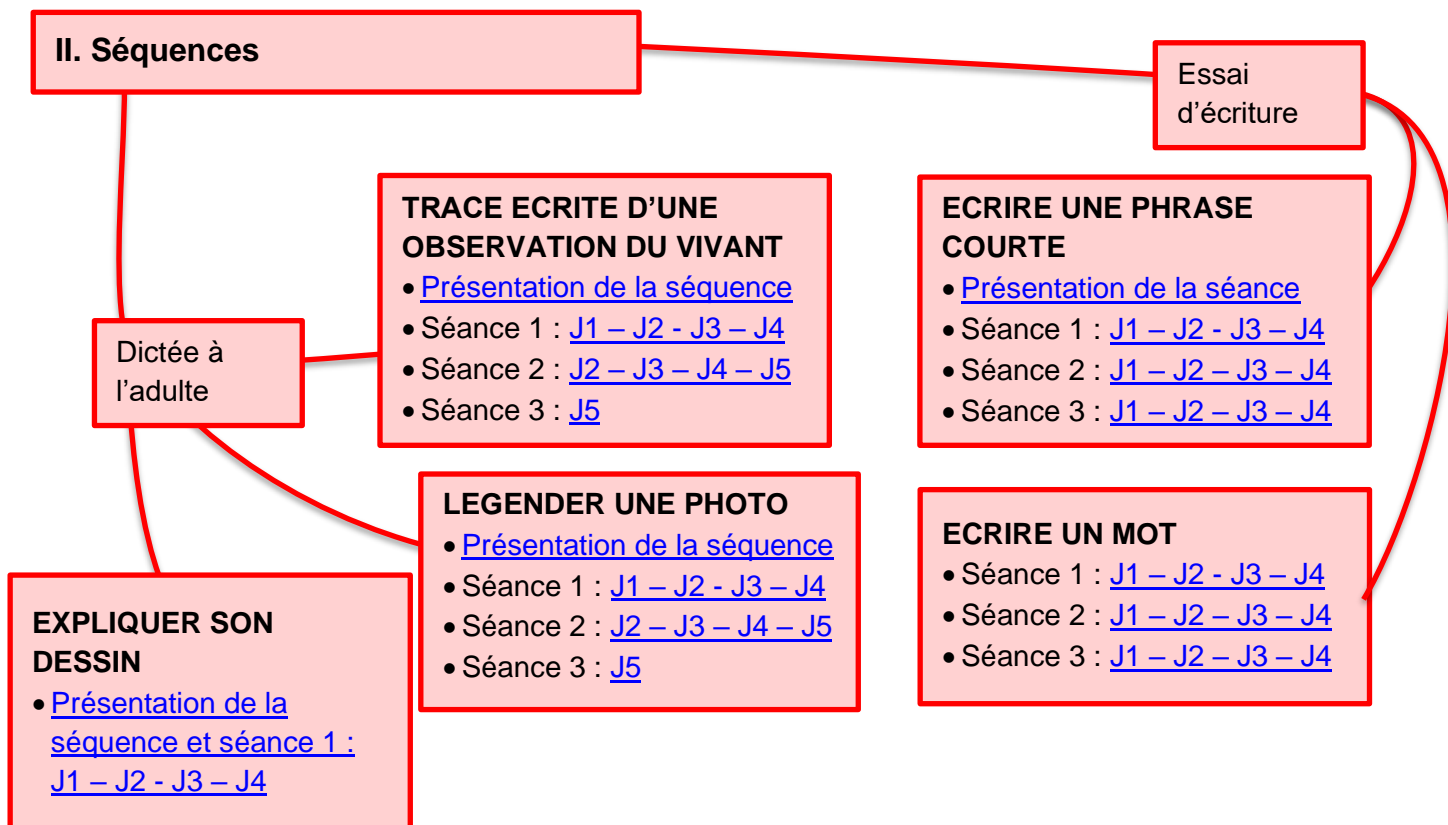 II. Séquences
Essai
d’écriture
Dictée à
l’adulte
TRACE ECRITE D’UNE
OBSERVATION DU VIVANT
• Présentation de la séquence
• Séance 1 : J1 – J2 - J3 – J4
• Séance 2 : J2 – J3 – J4 – J5
• Séance 3 : J5
LEGENDER UNE PHOTO
• Présentation de la séquence
• Séance 1 : J1 – J2 - J3 – J4
• Séance 2 : J2 – J3 – J4 – J5
• Séance 3 : J5
EXPLIQUER SON
DESSIN
• Présentation de la
séquence et séance 1 :
J1 – J2 - J3 – J4
ECRIRE UNE PHRASE
COURTE
• Présentation de la séance
• Séance 1 : J1 – J2 - J3 – J4
• Séance 2 : J1 – J2 – J3 – J4
• Séance 3 : J1 – J2 – J3 – J4
ECRIRE UN MOT
• Séance 1 : J1 – J2 - J3 – J4
• Séance 2 : J1 – J2 – J3 – J4
• Séance 3 : J1 – J2 – J3 – J4